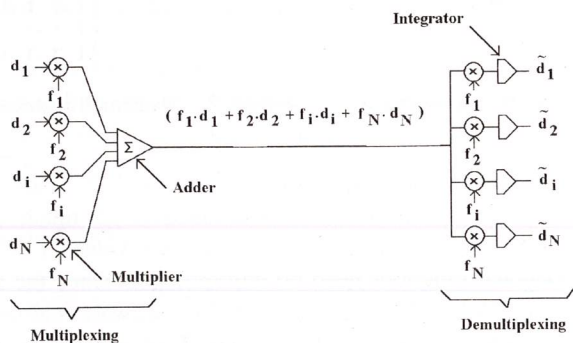 Integrator
d1
f1
d2
f2
di
fi
dN
fN
Σ
(f1.d1 + f2.d2 + fi.di + fN.dN)
Adder
Multiplier
Multiplexing
f1
d̃1
f2
d̃2
fi
d̃i
fN
d̃N
Demultiplexing